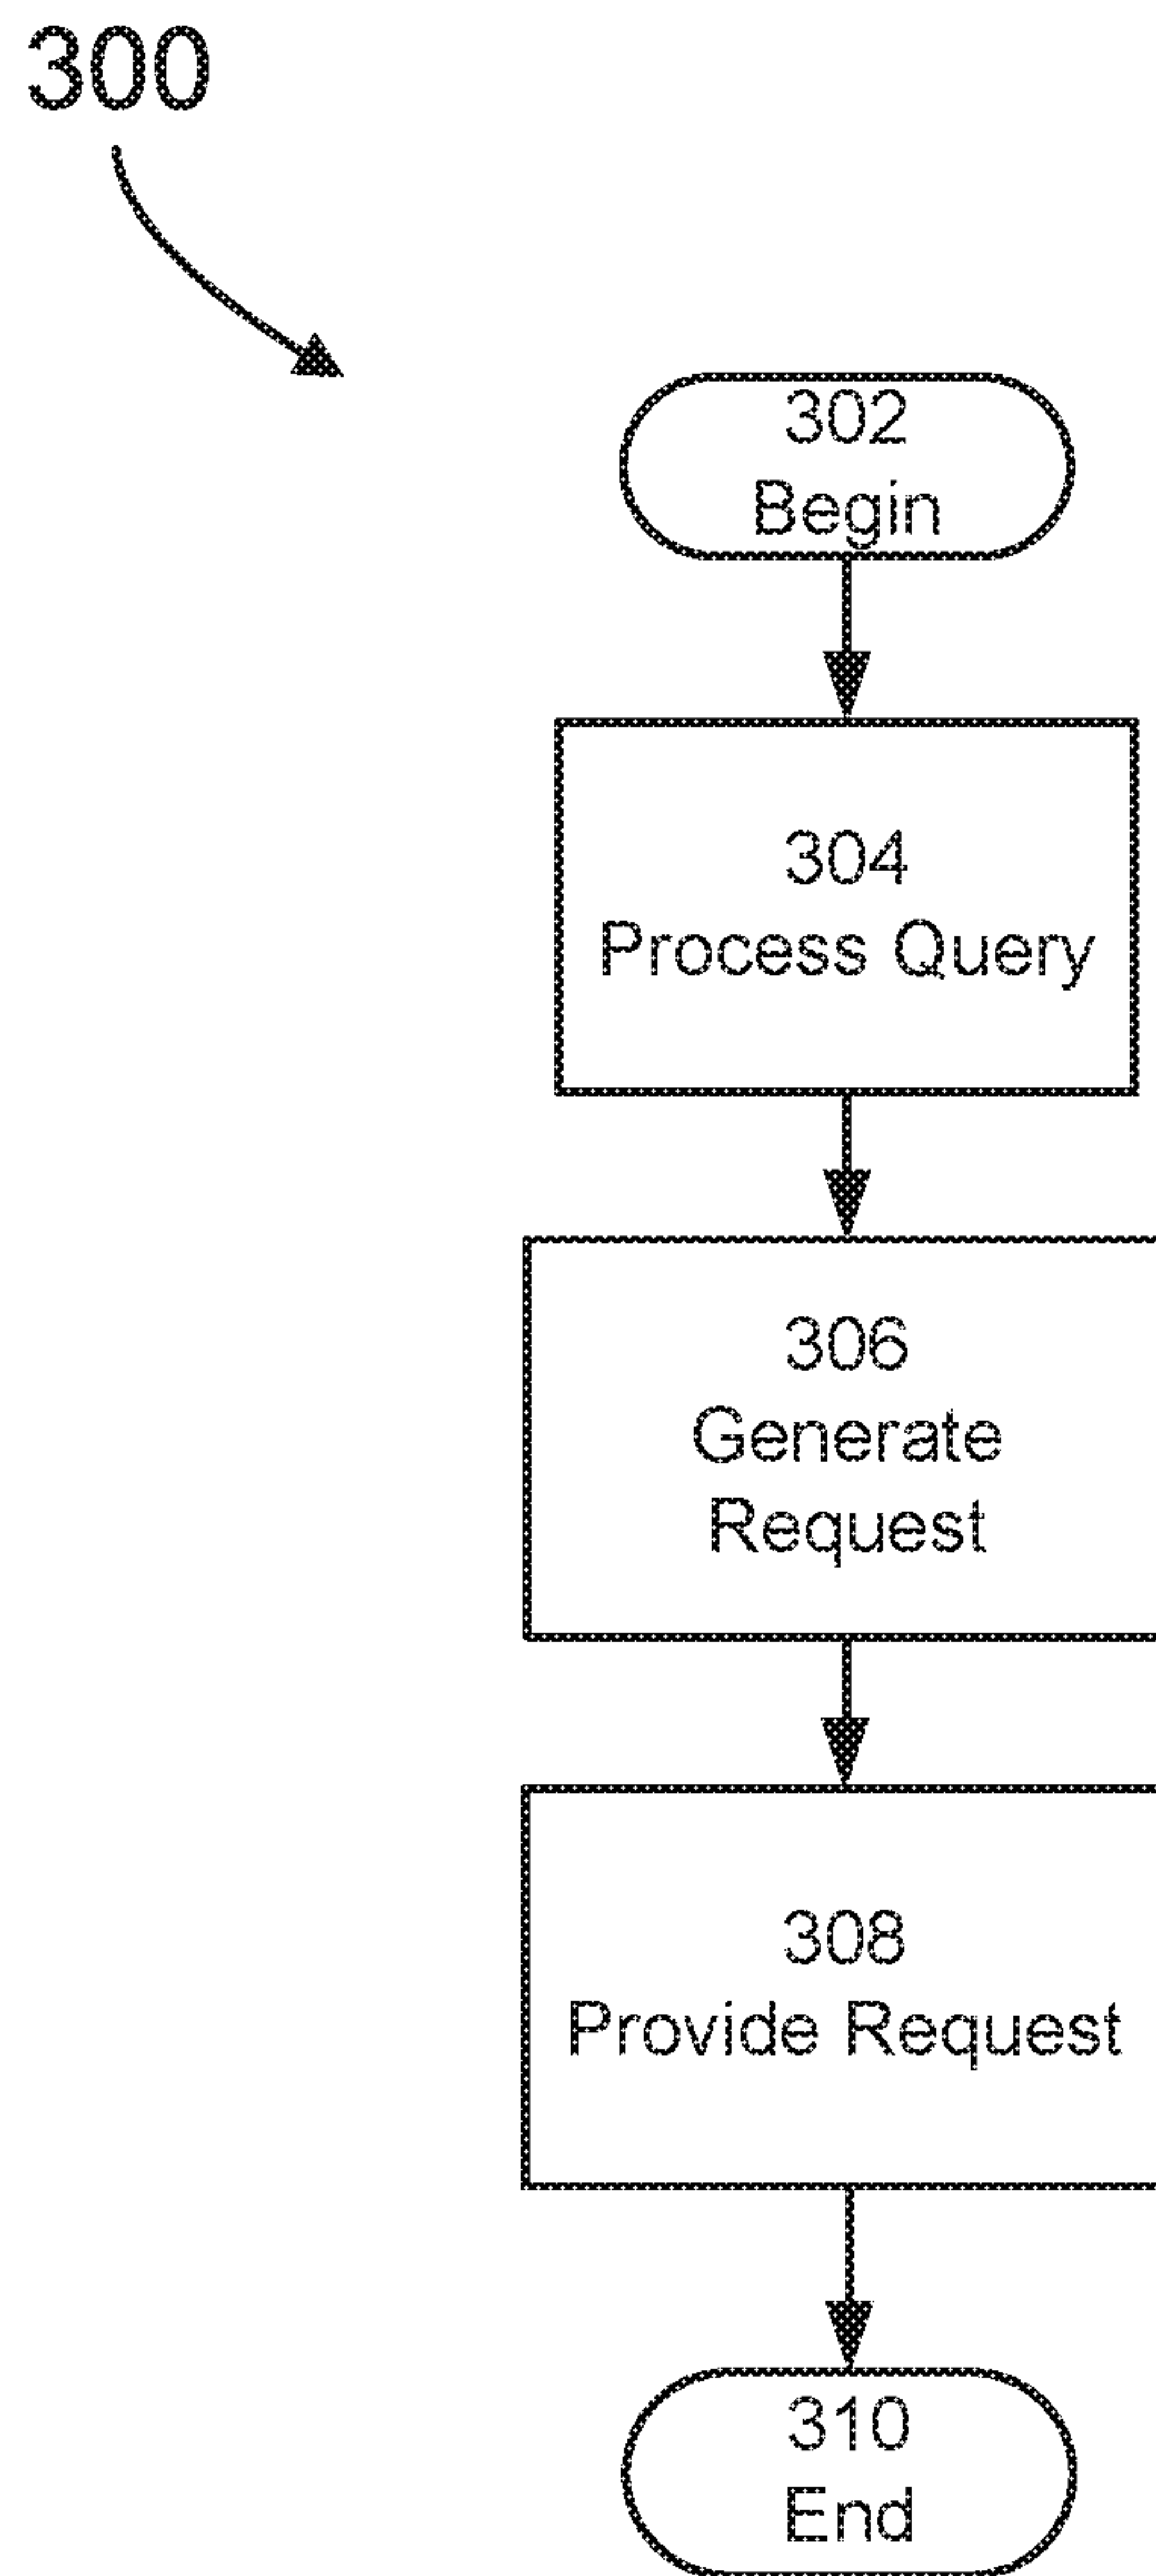 300
302
Begin
304
Process Query
306
Generate
Request
308
Provide Request
310
End